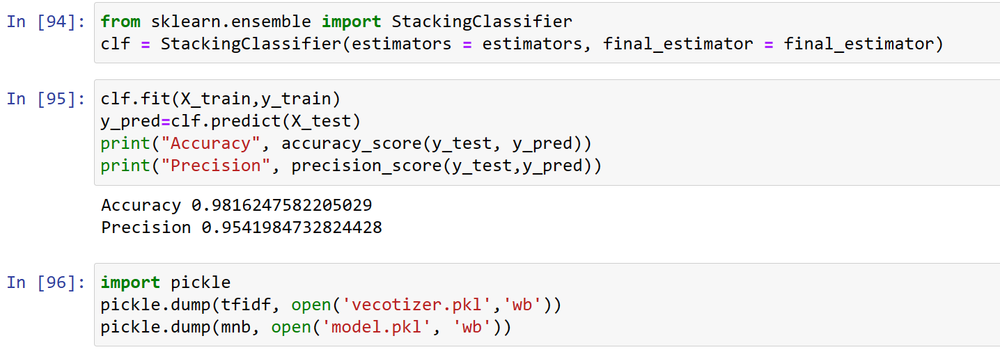 In [94]: from sklearn.ensemble import StackingClassifier
clf = StackingClassifier(estimators = estimators, final_estimator = final_estimator)
In [95]: clf.fit(X_train,y_train)
y_pred=clf.predict(X_test)
print("Accuracy", accuracy_score(y_test, y_pred))
print("Precision", precision_score(y_test,y_pred))
Accuracy 0.9816247582205029
Precision 0.9541984732824428
In [96]: import pickle
pickle.dump(tfidf, open('vecotizer.pkl','wb'))
pickle.dump(mnb, open('model.pkl', 'wb'))